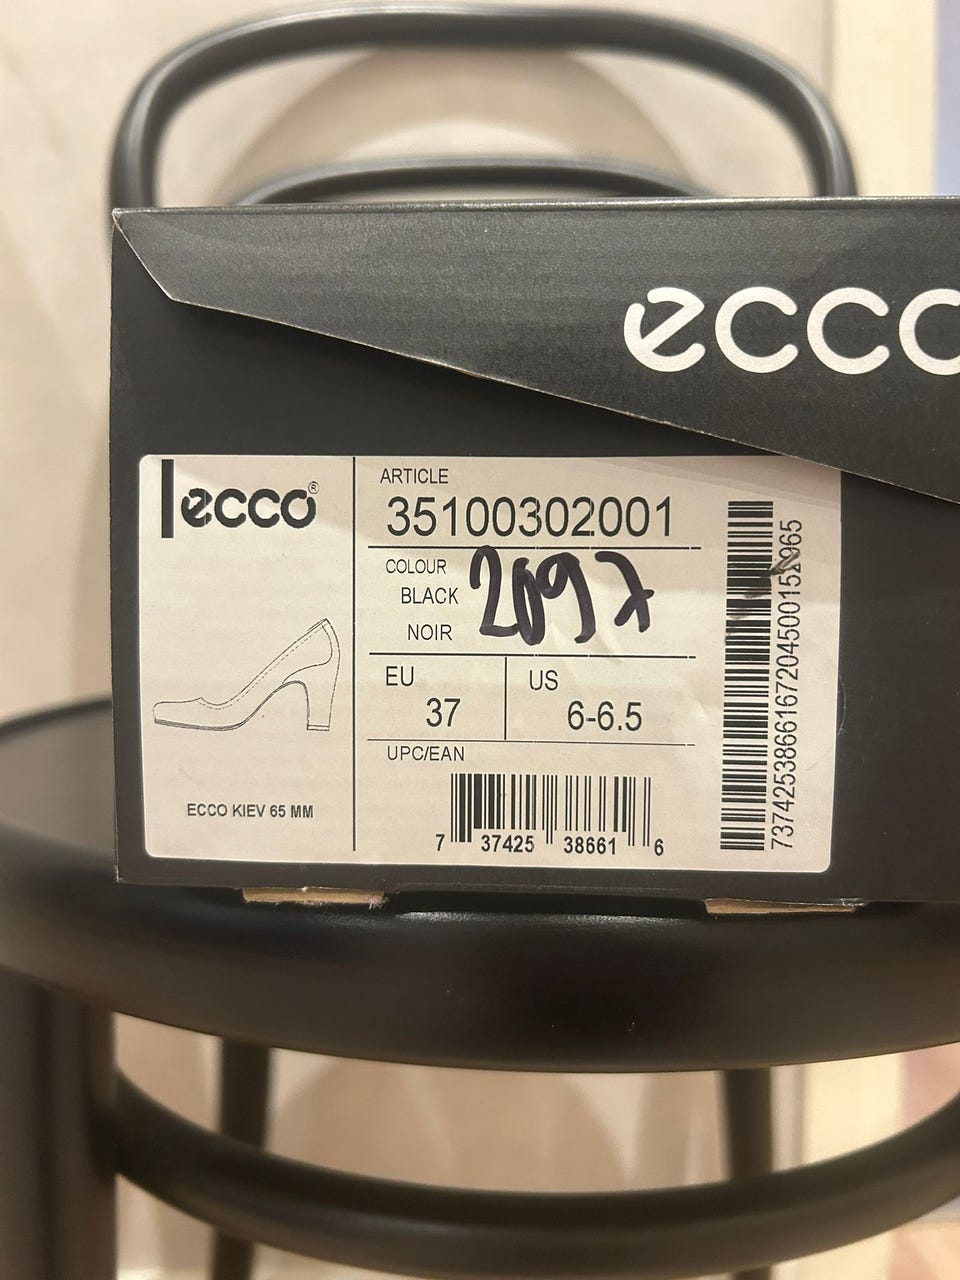 ecco
ecco®
ARTICLE
35100302001
COLOUR
BLACK
NOIR
2097
EU
37
US
6-6.5
UPC/EAN
7 37425 38661 6
ECCO KIEV 65 MM